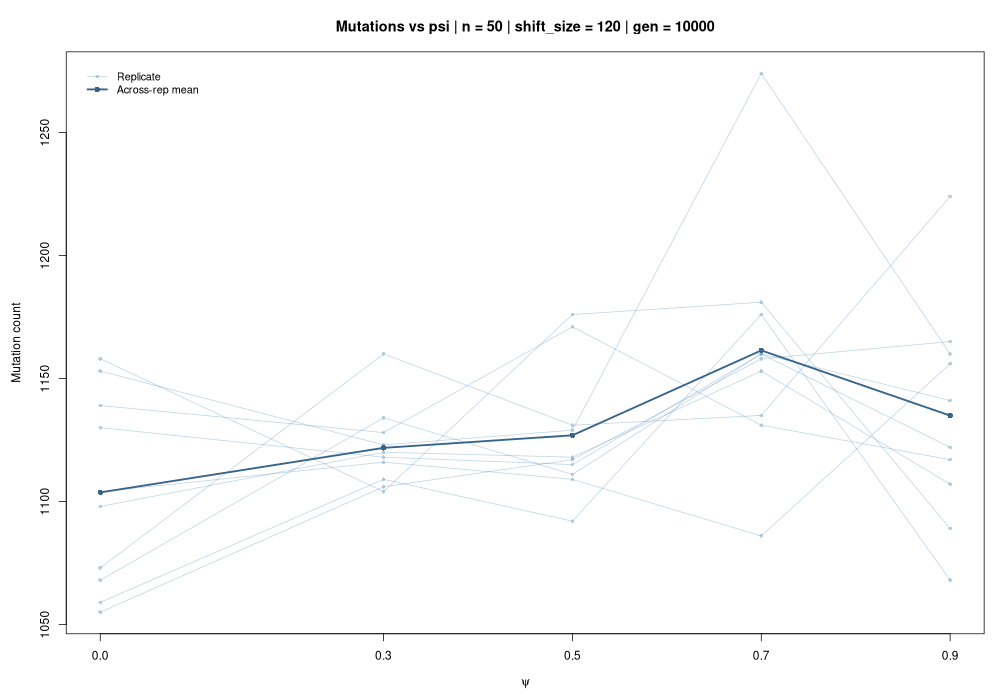 Mutations vs psi | n = 50 | shift_size = 120 | gen = 10000
Replicate
Across-rep mean
Mutation count
1250
1200
1150
1100
1050
0.0 0.3 0.5 0.7 0.9
ψ